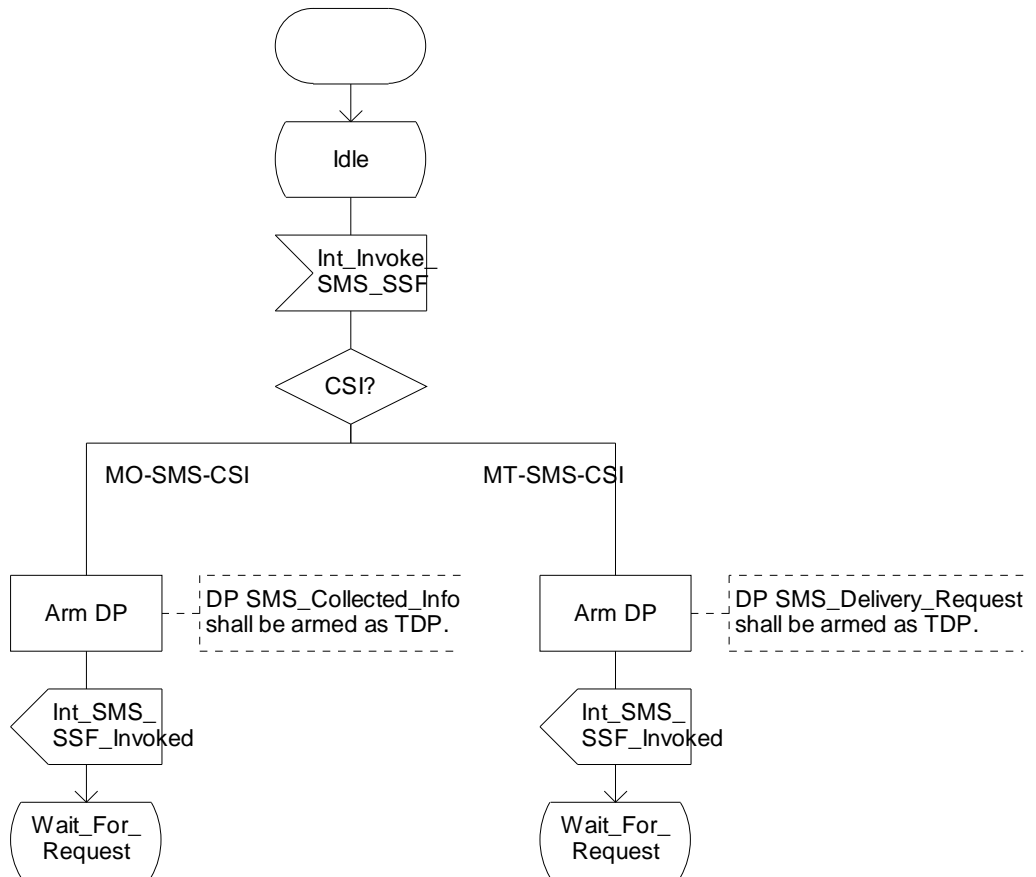 Idle
Int_Invoke_
SMS_SSF
CSI?
MO-SMS-CSI
MT-SMS-CSI
Arm DP
DP SMS_Collected_Info
shall be armed as TDP.
Arm DP
DP SMS_Delivery_Request
shall be armed as TDP.
Int_SMS_
SSF_Invoked
Int_SMS_
SSF_Invoked
Wait_For_
Request
Wait_For_
Request